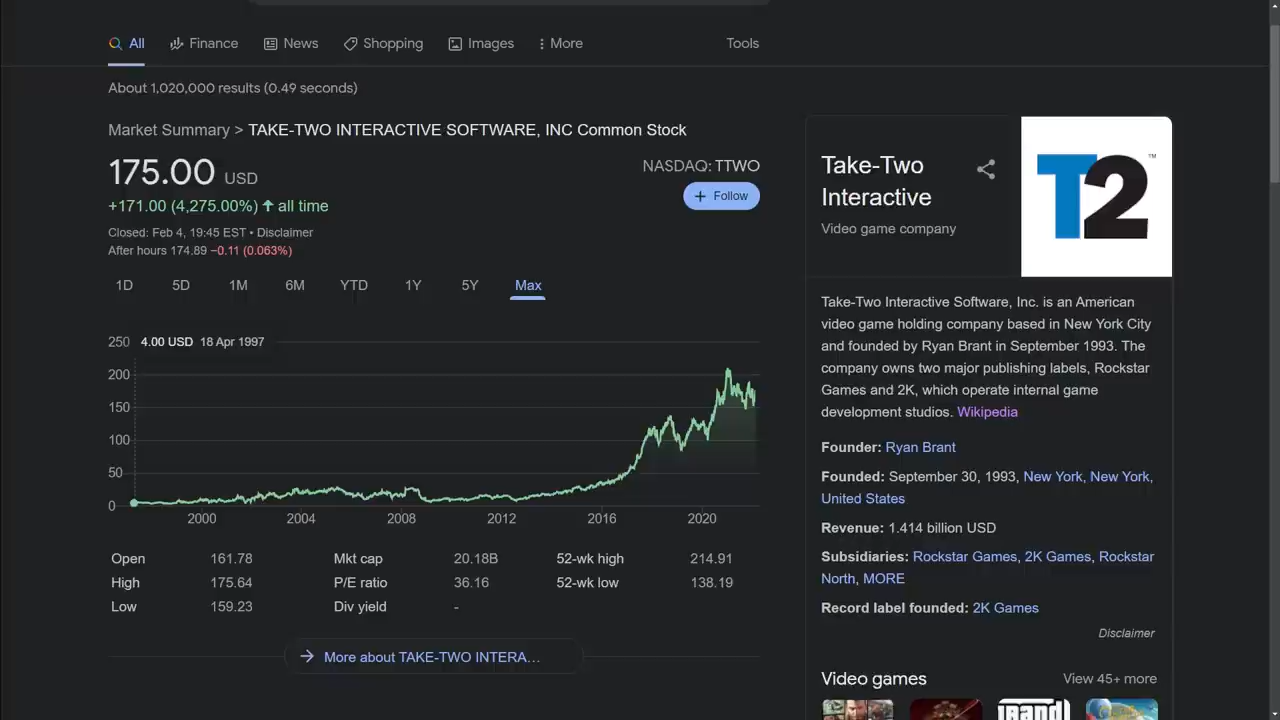 All
Finance
News
Shopping
Images
More
Tools
About 1,020,000 results (0.49 seconds)
Market Summary > TAKE-TWO INTERACTIVE SOFTWARE, INC Common Stock
175.00 USD
NASDAQ: TTWO
+ Follow
+171.00 (4,275.00%) ↑ all time
Closed: Feb 4, 19:45 EST • Disclaimer
After hours 174.89 −0.11 (0.063%)
1D 5D 1M 6M YTD 1Y 5Y Max
4.00 USD 18 Apr 1997
250
200
150
100
50
0
2000 2004 2008 2012 2016 2020
Open 161.78 Mkt cap 20.18B 52-wk high 214.91
High 175.64 P/E ratio 36.16 52-wk low 138.19
Low 159.23 Div yield -
More about TAKE-TWO INTERA…
Take-Two
Interactive
Video game company
T2 ™
Take-Two Interactive Software, Inc. is an American
video game holding company based in New York City
and founded by Ryan Brant in September 1993. The
company owns two major publishing labels, Rockstar
Games and 2K, which operate internal game
development studios. Wikipedia
Founder: Ryan Brant
Founded: September 30, 1993, New York, New York,
United States
Revenue: 1.414 billion USD
Subsidiaries: Rockstar Games, 2K Games, Rockstar
North, MORE
Record label founded: 2K Games
Disclaimer
Video games
View 45+ more